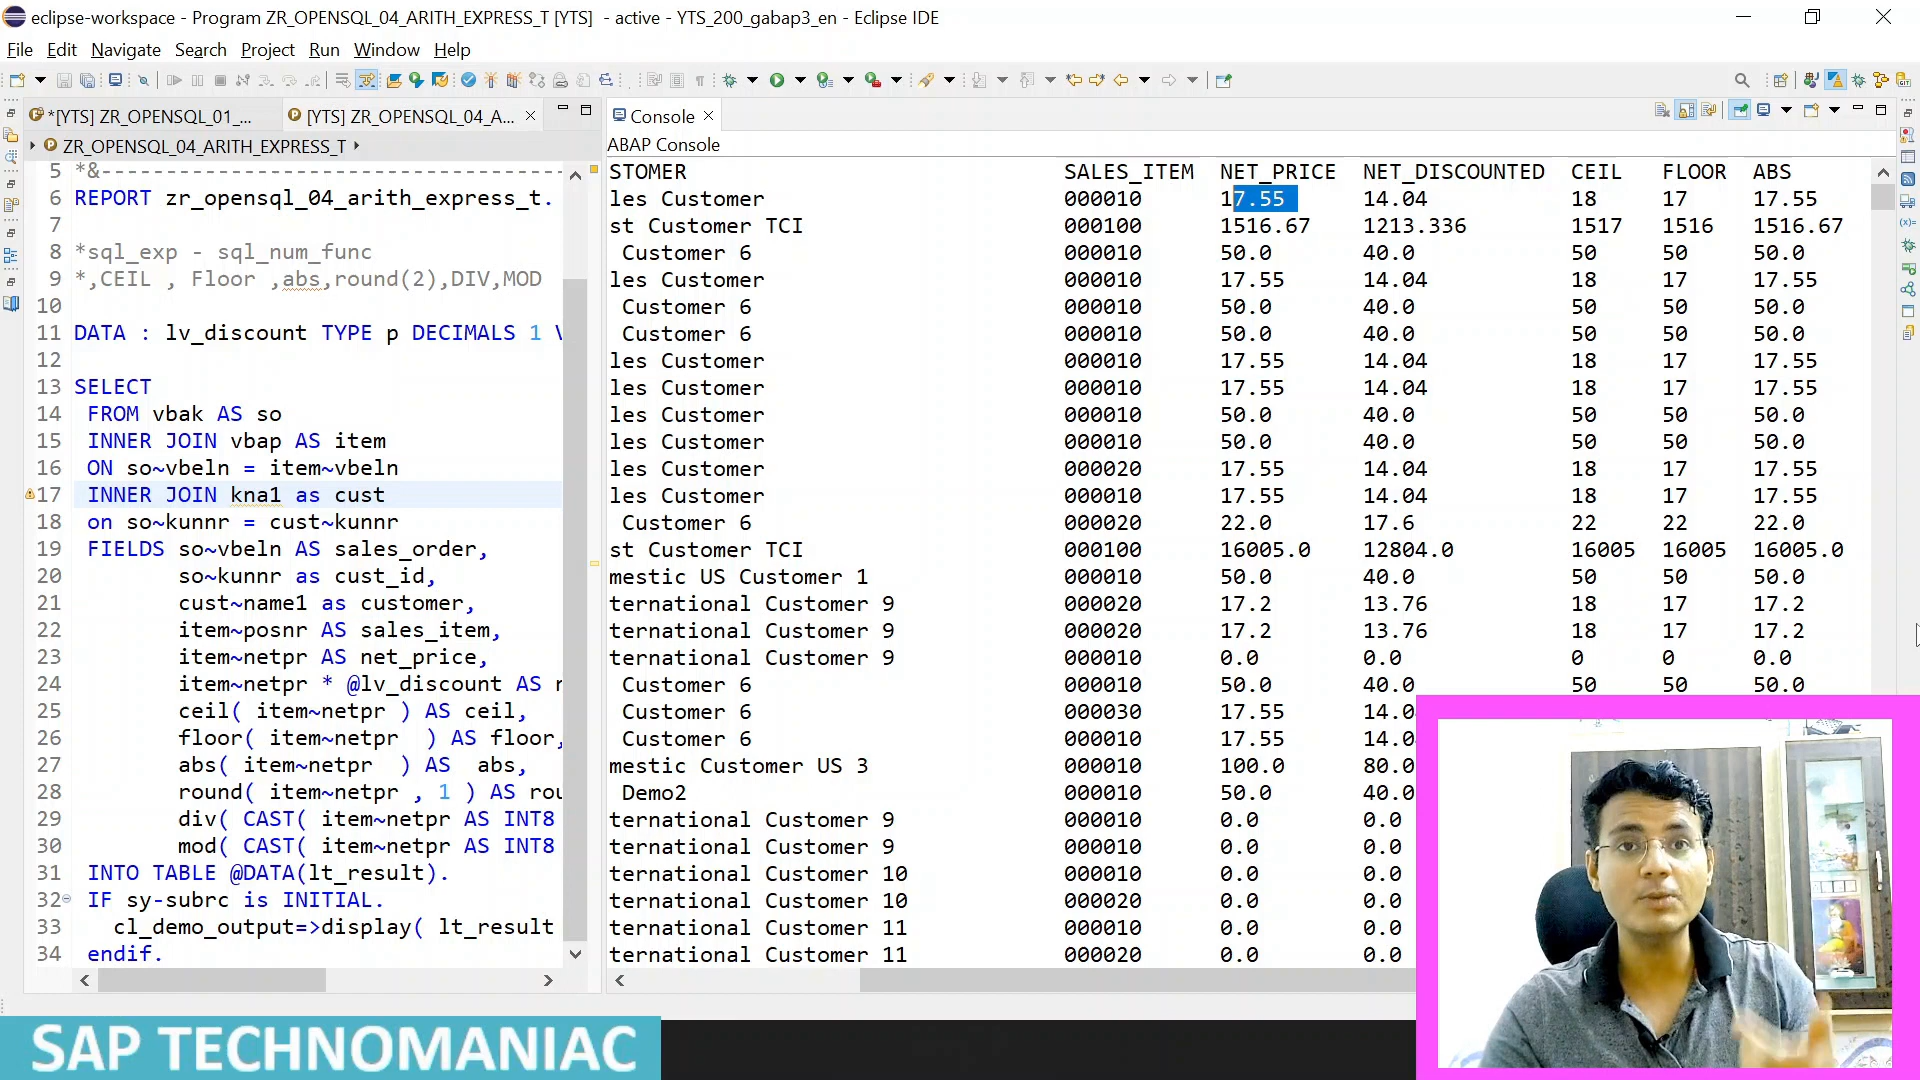 eclipse-workspace - Program ZR_OPENSQL_04_ARITH_EXPRESS_T [YTS] - active - YTS_200_gabap3_en - Eclipse IDE
File Edit Navigate Search Project Run Window Help
*[YTS] ZR_OPENSQL_01_... [YTS] ZR_OPENSQL_04_A...
ZR_OPENSQL_04_ARITH_EXPRESS_T
5 *&-------------------------------------
6 REPORT zr_opensql_04_arith_express_t.
7
8 *sql_exp - sql_num_func
9 *,CEIL , Floor ,abs,round(2),DIV,MOD
10
11 DATA : lv_discount TYPE p DECIMALS 1 V
12
13 SELECT
14 FROM vbak AS so
15 INNER JOIN vbap AS item
16 ON so~vbeln = item~vbeln
17 INNER JOIN kna1 as cust
18 on so~kunnr = cust~kunnr
19 FIELDS so~vbeln AS sales_order,
20 so~kunnr as cust_id,
21 cust~name1 as customer,
22 item~posnr AS sales_item,
23 item~netpr AS net_price,
24 item~netpr * @lv_discount AS
25 ceil( item~netpr ) AS ceil,
26 floor( item~netpr ) AS floor,
27 abs( item~netpr ) AS abs,
28 round( item~netpr , 1 ) AS rou
29 div( CAST( item~netpr AS INT8
30 mod( CAST( item~netpr AS INT8
31 INTO TABLE @DATA(lt_result).
32 IF sy-subrc is INITIAL.
33 cl_demo_output=>display( lt_result
34 endif.
Console
ABAP Console
STOMER SALES_ITEM NET_PRICE NET_DISCOUNTED CEIL FLOOR ABS
les Customer 000010 17.55 14.04 18 17 17.55
st Customer TCI 000100 1516.67 1213.336 1517 1516 1516.67
Customer 6 000010 50.0 40.0 50 50 50.0
les Customer 000010 17.55 14.04 18 17 17.55
Customer 6 000010 50.0 40.0 50 50 50.0
Customer 6 000010 50.0 40.0 50 50 50.0
les Customer 000010 17.55 14.04 18 17 17.55
les Customer 000010 17.55 14.04 18 17 17.55
les Customer 000010 50.0 40.0 50 50 50.0
les Customer 000010 50.0 40.0 50 50 50.0
les Customer 000020 17.55 14.04 18 17 17.55
les Customer 000010 17.55 14.04 18 17 17.55
Customer 6 000020 22.0 17.6 22 22 22.0
st Customer TCI 000100 16005.0 12804.0 16005 16005 16005.0
mestic US Customer 1 000010 50.0 40.0 50 50 50.0
ternational Customer 9 000020 17.2 13.76 18 17 17.2
ternational Customer 9 000020 17.2 13.76 18 17 17.2
ternational Customer 9 000010 0.0 0.0 0 0 0.0
Customer 6 000010 50.0 40.0 50 50 50.0
Customer 6 000030 17.55 14.0
Customer 6 000010 17.55 14.0
mestic Customer US 3 000010 100.0 80.0
Demo2 000010 50.0 40.0
ternational Customer 9 000010 0.0 0.0
ternational Customer 9 000010 0.0 0.0
ternational Customer 10 000010 0.0 0.0
ternational Customer 10 000020 0.0 0.0
ternational Customer 11 000010 0.0 0.0
ternational Customer 11 000020 0.0 0.0
SAP TECHNOMANIAC